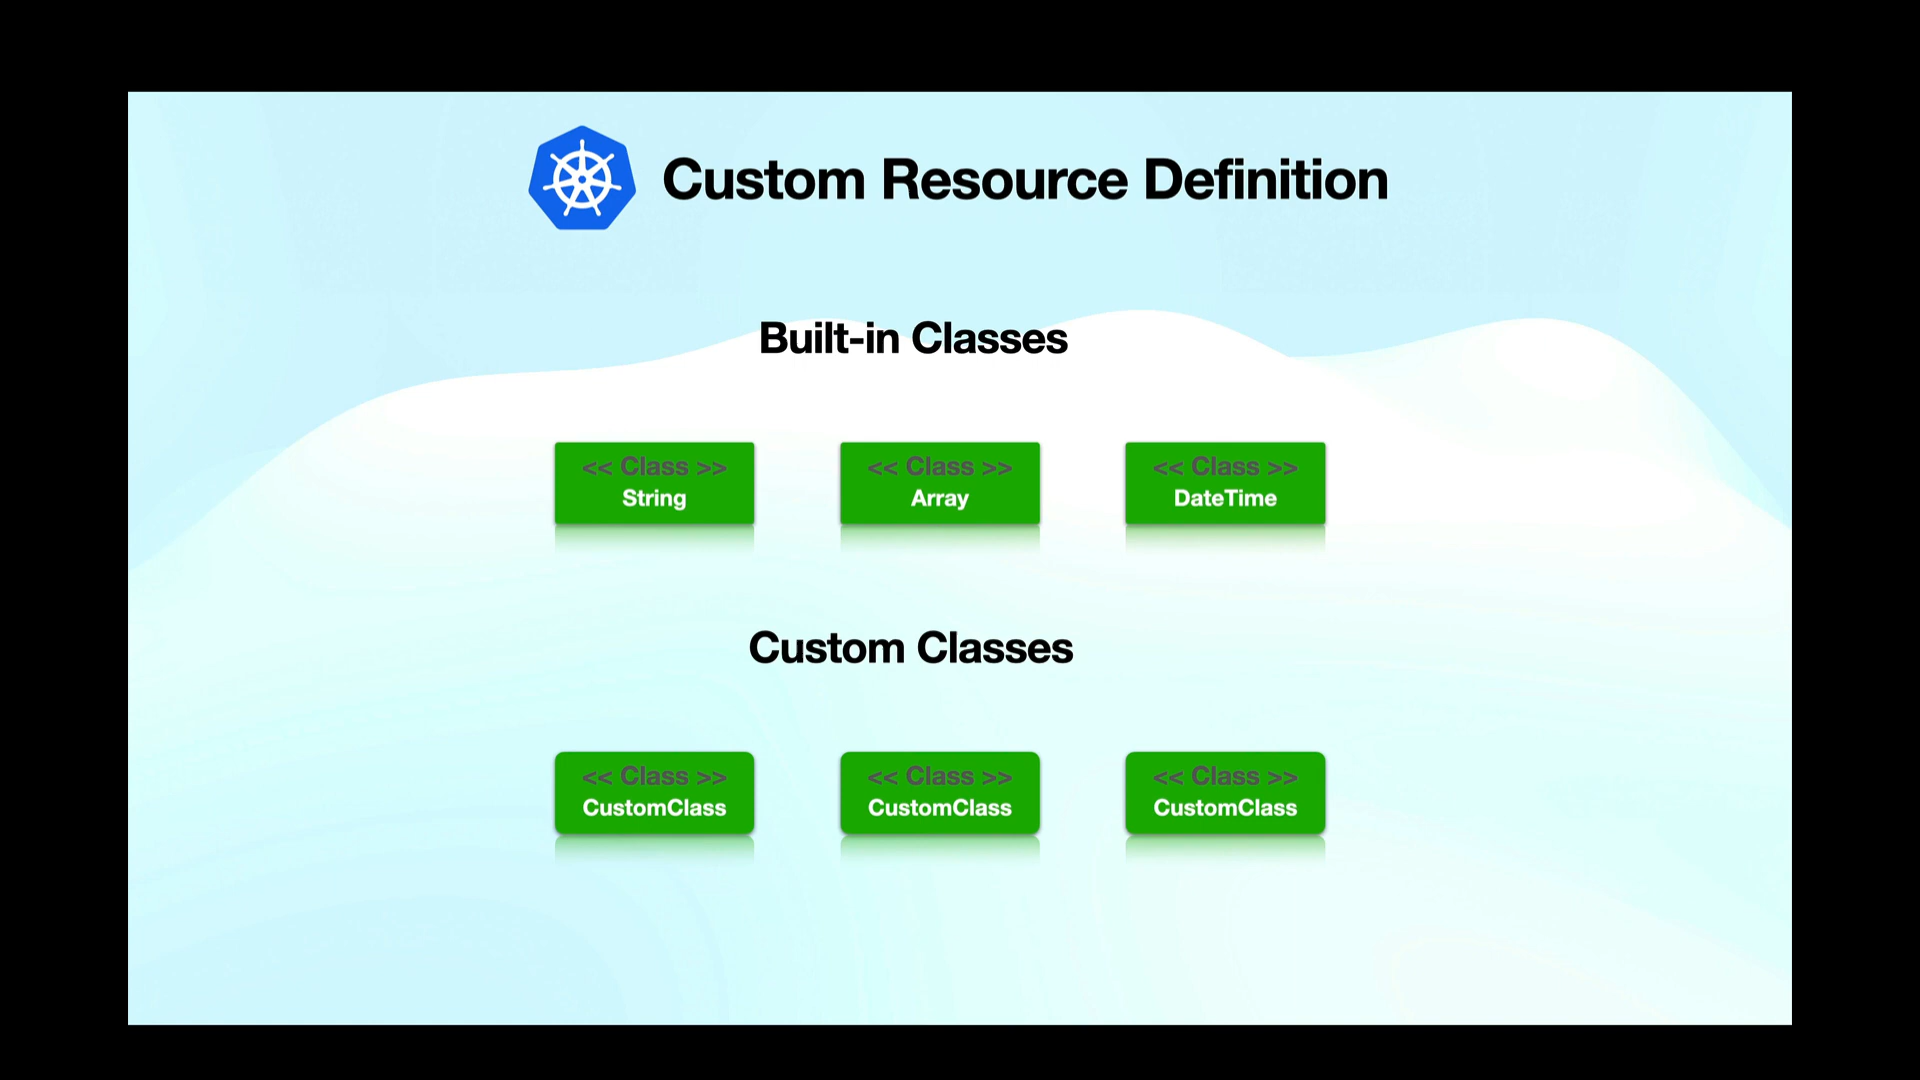 Custom Resource Definition
Built-in Classes
<< Class >>
String
<< Class >>
Array
<< Class >>
DateTime
Custom Classes
<< Class >>
CustomClass
<< Class >>
CustomClass
<< Class >>
CustomClass